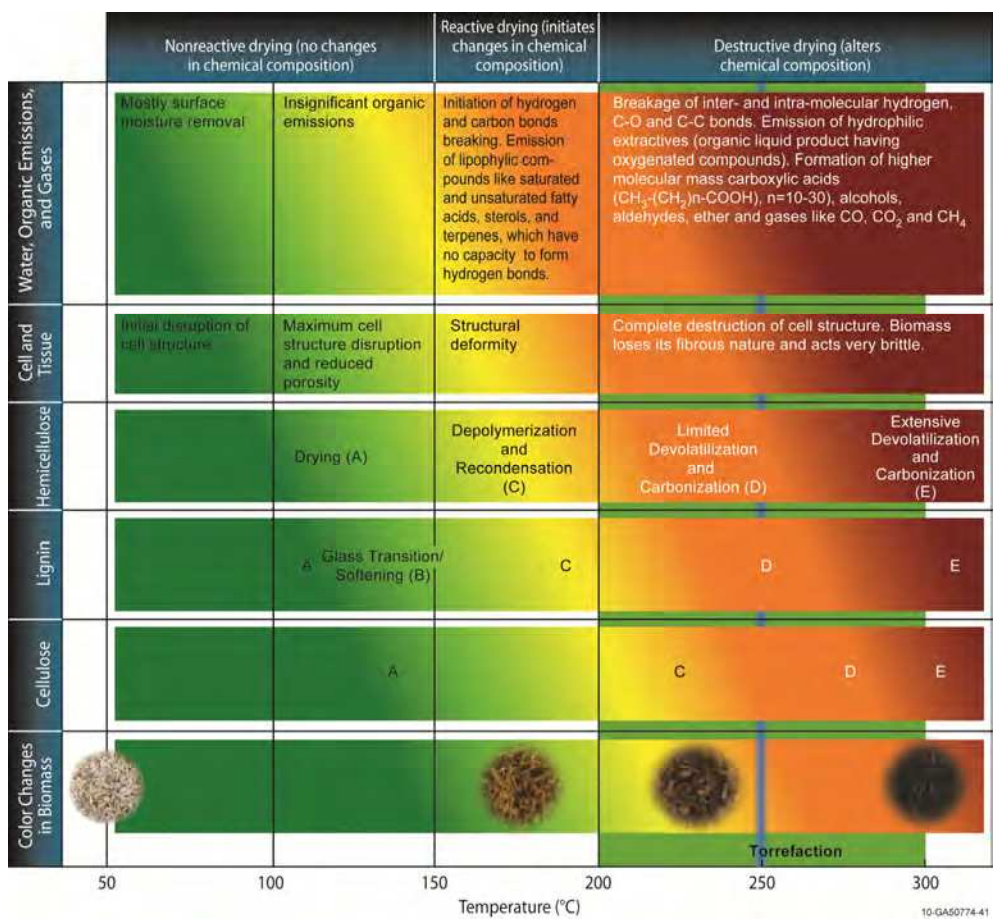 Nonreactive drying (no changes
in chemical composition)
Reactive drying (initiates
changes in chemical
composition)
Destructive drying (alters
chemical composition)
Water, Organic Emissions,
and Gases
Mostly surface
moisture removal
Insignificant organic
emissions
Initiation of hydrogen
and carbon bonds
breaking. Emission
of lipophylic com-
pounds like saturated
and unsaturated fatty
acids, sterols, and
terpenes, which have
no capacity to form
hydrogen bonds.
Breakage of inter- and intra-molecular hydrogen,
C-O and C-C bonds. Emission of hydrophilic
extractives (organic liquid product having
oxygenated compounds). Formation of higher
molecular mass carboxylic acids
(CH₃-(CH₂)n-COOH), n=10-30), alcohols,
aldehydes, ether and gases like CO, CO₂ and CH₄
Cell and
Tissue
Initial disruption of
cell structure
Maximum cell
structure disruption
and reduced
porosity
Structural
deformity
Complete destruction of cell structure. Biomass
loses its fibrous nature and acts very brittle.
Hemicellulose
Drying (A)
Depolymerization
and
Recondensation
(C)
Limited
Devolatilization
and
Carbonization (D)
Extensive
Devolatilization
and
Carbonization
(E)
Lignin
A
Glass Transition/
Softening (B)
C
D
E
Cellulose
A
C
D
E
Color Changes
in Biomass
Torrefaction
50 100 150 200 250 300
Temperature (°C)
10-GA50774-41